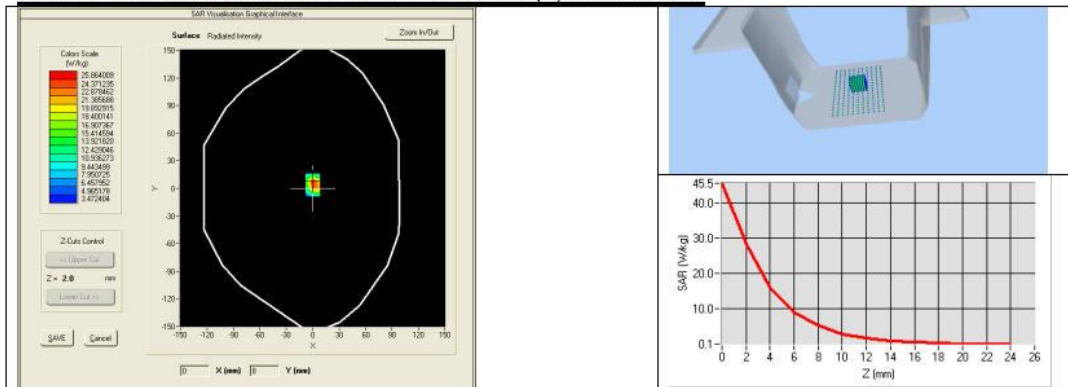 SAR Visualisation Graphical Interface
Surface Radiated Intensity
Zoom In/Out
Colors Scale
(W/kg)
25.864009
24.371235
22.878462
21.385688
19.892915
18.400141
16.907367
15.414594
13.921820
12.429046
10.936273
9.443499
7.950725
6.457952
4.965178
3.472404
Z-Cuts Control
<< Upper Cut
Z = 2.0 mm
Lower Cut >>
SAVE Cancel
150
120
90
60
30
0
-30
-60
-90
-120
-150
Y
-150 -120 -90 -60 -30 0 30 60 90 120 150
X
0 X (mm) 0 Y (mm)
45.5
40.0
30.0
20.0
10.0
0.1
SAR (W/kg)
0 2 4 6 8 10 12 14 16 18 20 22 24 26
Z (mm)